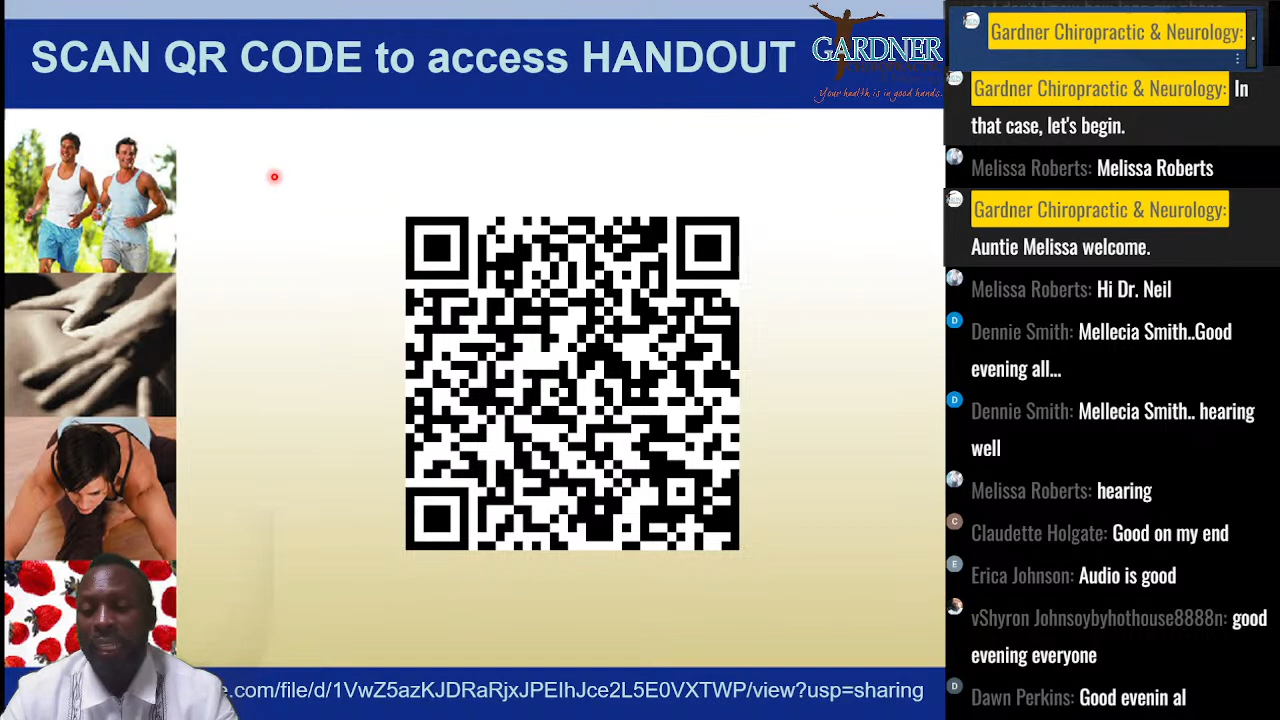 SCAN QR CODE to access HANDOUT
GARDNER
Your health is in good hands.
e.com/file/d/1VwZ5azKJDRaRjxJPEIhJce2L5E0VXTWP/view?usp=sharing
Gardner Chiropractic & Neurology: .
Gardner Chiropractic & Neurology: In
that case, let's begin.
Melissa Roberts: Melissa Roberts
Gardner Chiropractic & Neurology:
Auntie Melissa welcome.
Melissa Roberts: Hi Dr. Neil
D
Dennie Smith: Mellecia Smith..Good
evening all...
D
Dennie Smith: Mellecia Smith.. hearing
well
Melissa Roberts: hearing
C
Claudette Holgate: Good on my end
E
Erica Johnson: Audio is good
vShyron Johnsoybyhothouse8888n: good
evening everyone
D
Dawn Perkins: Good evenin al